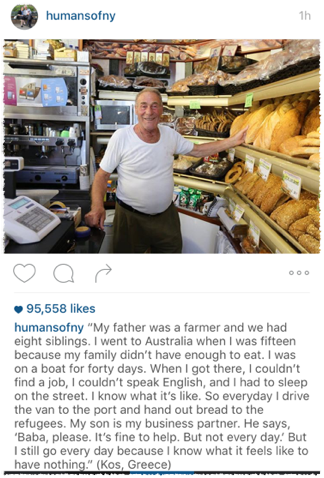 humansofny
1h
95,558 likes
humansofny “My father was a farmer and we had
eight siblings. I went to Australia when I was fifteen
because my family didn’t have enough to eat. I was
on a boat for forty days. When I got there, I couldn’t
find a job, I couldn’t speak English, and I had to sleep
on the street. I know what it’s like. So everyday I drive
the van to the port and hand out bread to the
refugees. My son is my business partner. He says,
‘Baba, please. It’s fine to help. But not every day.’ But
I still go every day because I know what it feels like to
have nothing.” (Kos, Greece)